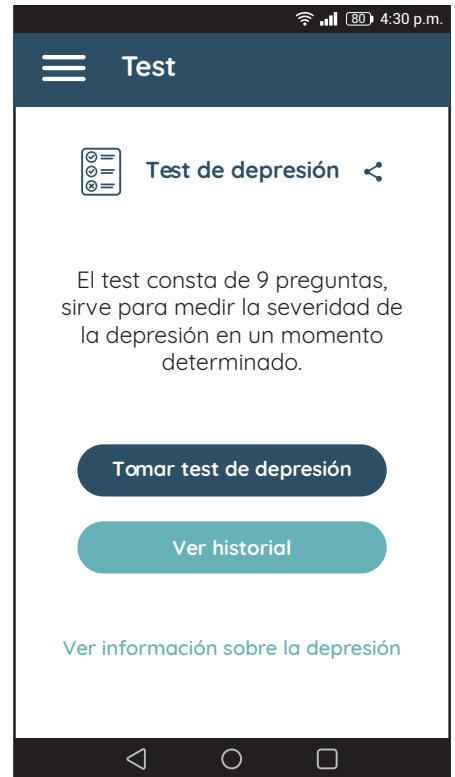 80 4:30 p.m.
Test
Test de depresión
El test consta de 9 preguntas,
sirve para medir la severidad de
la depresión en un momento
determinado.
Tomar test de depresión
Ver historial
Ver información sobre la depresión